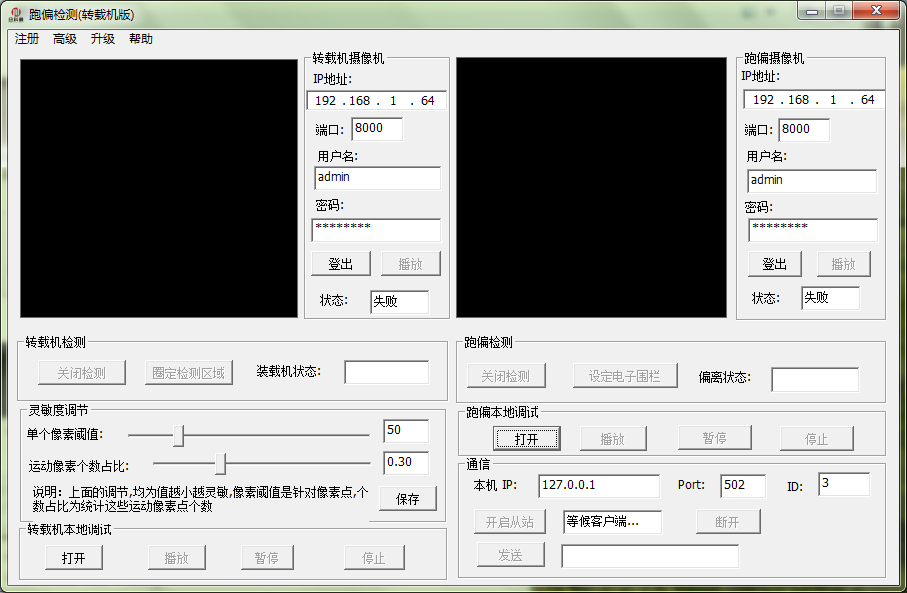 跑偏检测(转载机版)
注册 高级 升级 帮助
转载机摄像机
IP地址:
192 . 168 . 1 . 64
端口: 8000
用户名:
admin
密码:
********
登出 播放
状态: 失败
跑偏摄像机
IP地址:
192 . 168 . 1 . 64
端口: 8000
用户名:
admin
密码:
********
登出 播放
状态: 失败
转载机检测
关闭检测 圈定检测区域 装载机状态:
灵敏度调节
单个像素阈值: 50
运动像素个数占比: 0.30
说明：上面的调节,均为值越小越灵敏,像素阈值是针对像素点,个
数占比为统计这些运动像素点个数
保存
转载机本地调试
打开 播放 暂停 停止
跑偏检测
关闭检测 设定电子围栏 偏离状态:
跑偏本地调试
打开 播放 暂停 停止
通信
本机 IP: 127.0.0.1 Port: 502 ID: 3
开启从站 等候客户端... 断开
发送